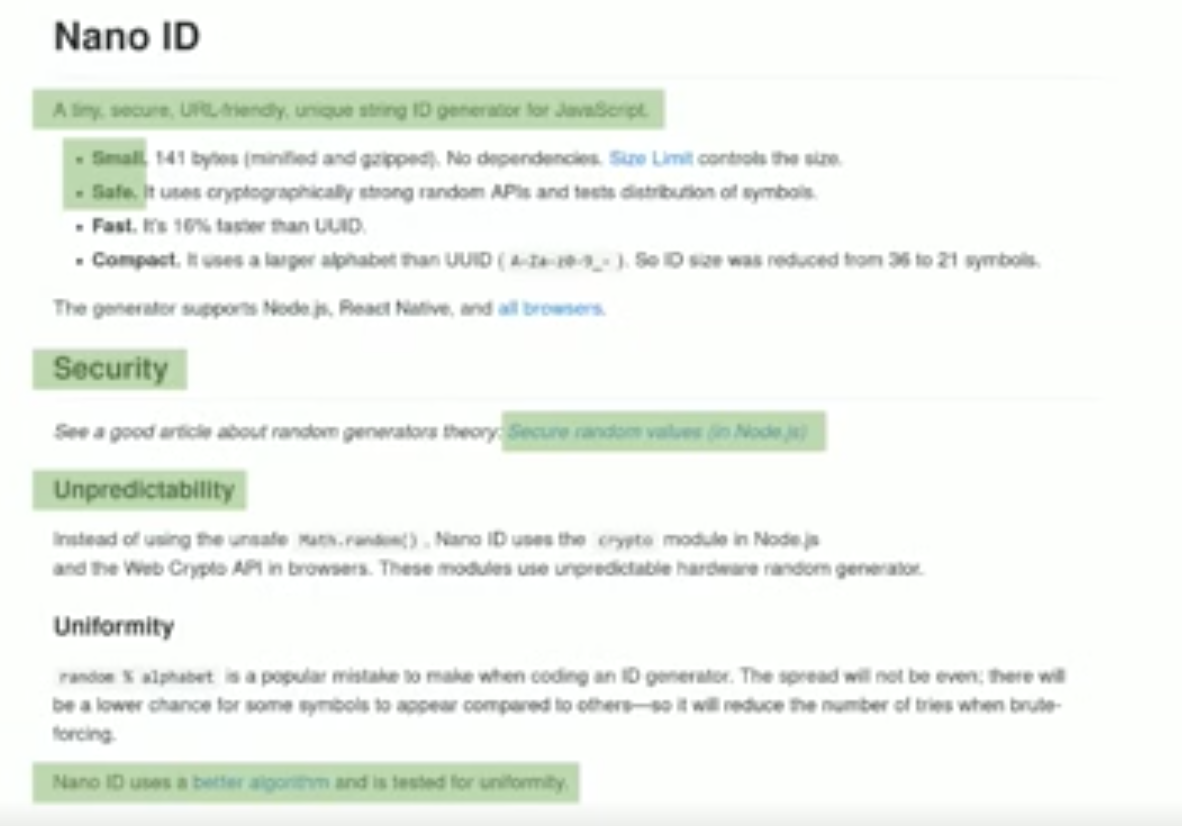 Nano ID
A tiny, secure, URL-friendly, unique string ID generator for JavaScript.
• Small. 141 bytes (minified and gzipped). No dependencies. Size Limit controls the size.
• Safe. It uses cryptographically strong random APIs and tests distribution of symbols.
• Fast. It's 16% faster than UUID.
• Compact. It uses a larger alphabet than UUID ( A-Za-z0-9_- ). So ID size was reduced from 36 to 21 symbols.
The generator supports Node.js, React Native, and all browsers.
Security
See a good article about random generators theory: Secure random values (in Node.js)
Unpredictability
Instead of using the unsafe Math.random() , Nano ID uses the crypto module in Node.js
and the Web Crypto API in browsers. These modules use unpredictable hardware random generator.
Uniformity
random % alphabet is a popular mistake to make when coding an ID generator. The spread will not be even; there will
be a lower chance for some symbols to appear compared to others—so it will reduce the number of tries when brute-
forcing.
Nano ID uses a better algorithm and is tested for uniformity.